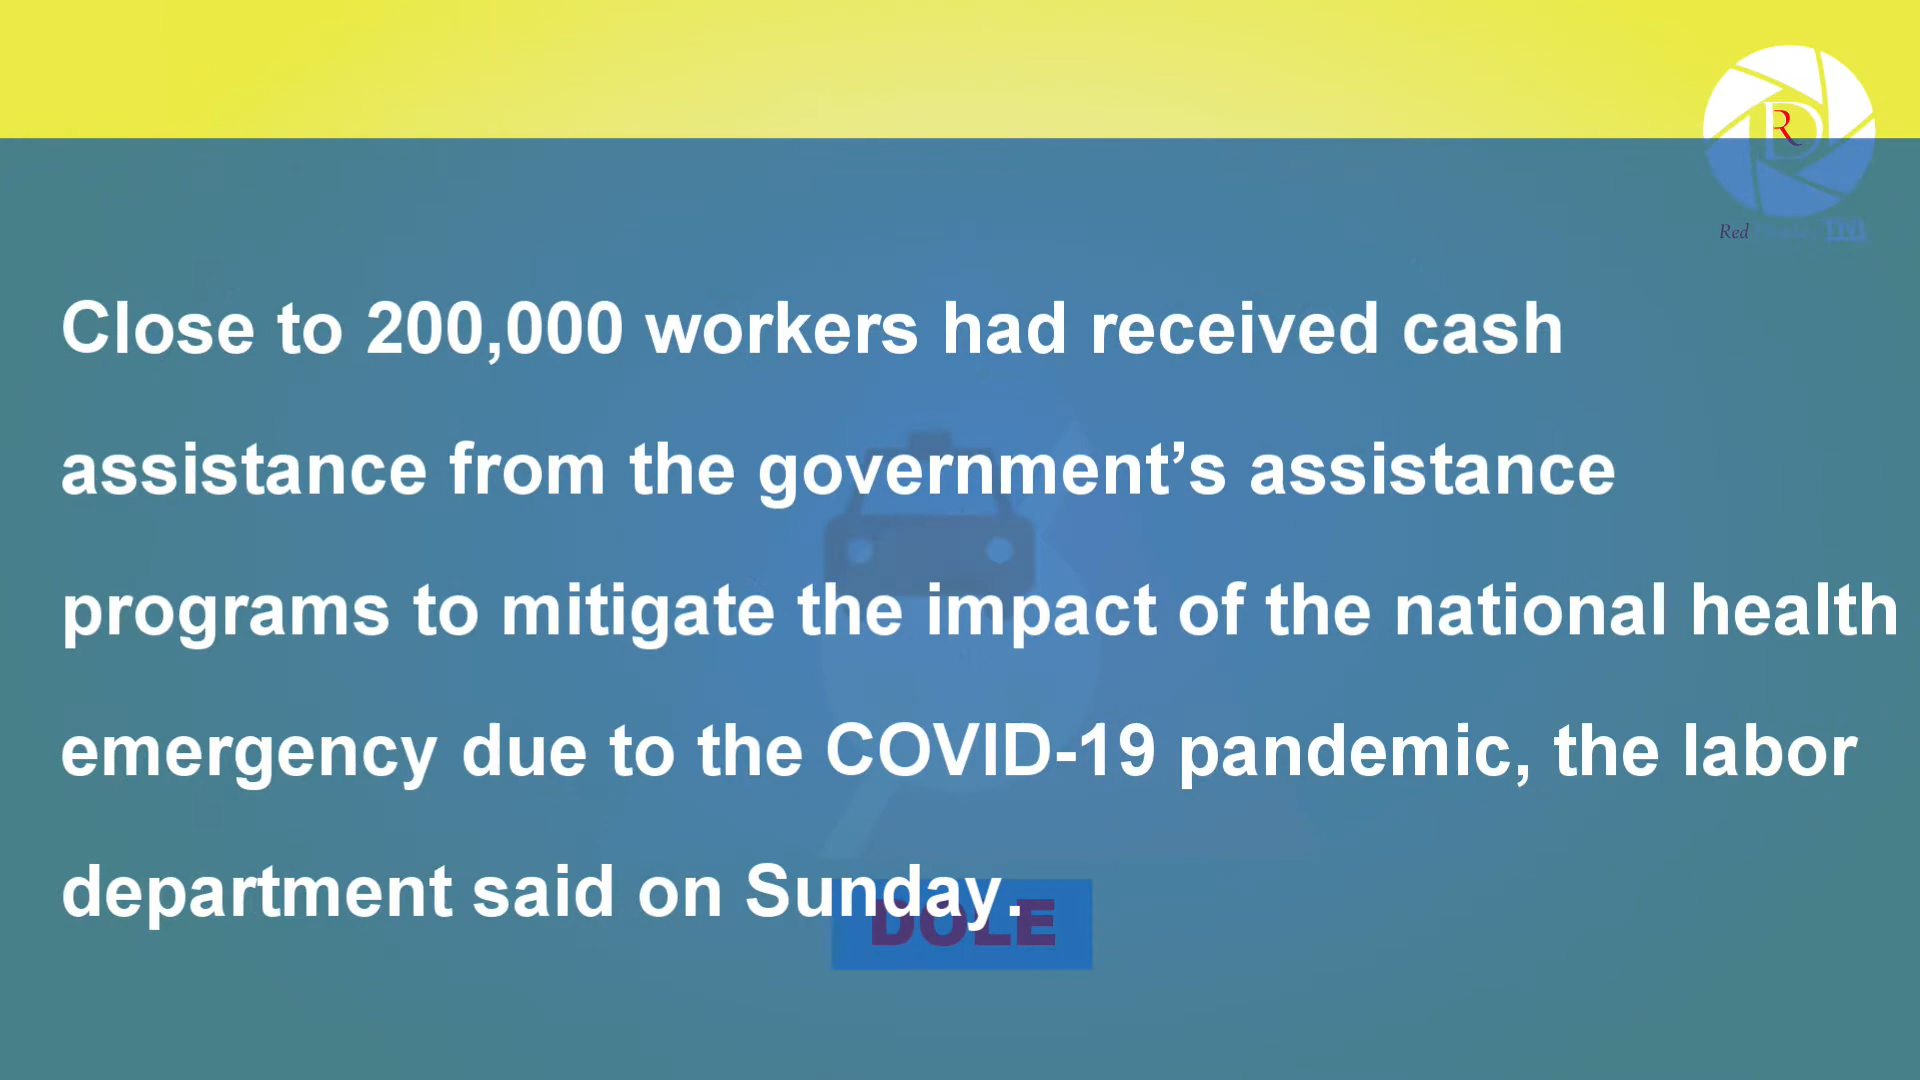 RD
Red
Close to 200,000 workers had received cash
assistance from the government’s assistance
programs to mitigate the impact of the national health
emergency due to the COVID-19 pandemic, the labor
department said on Sunday.
DOLE